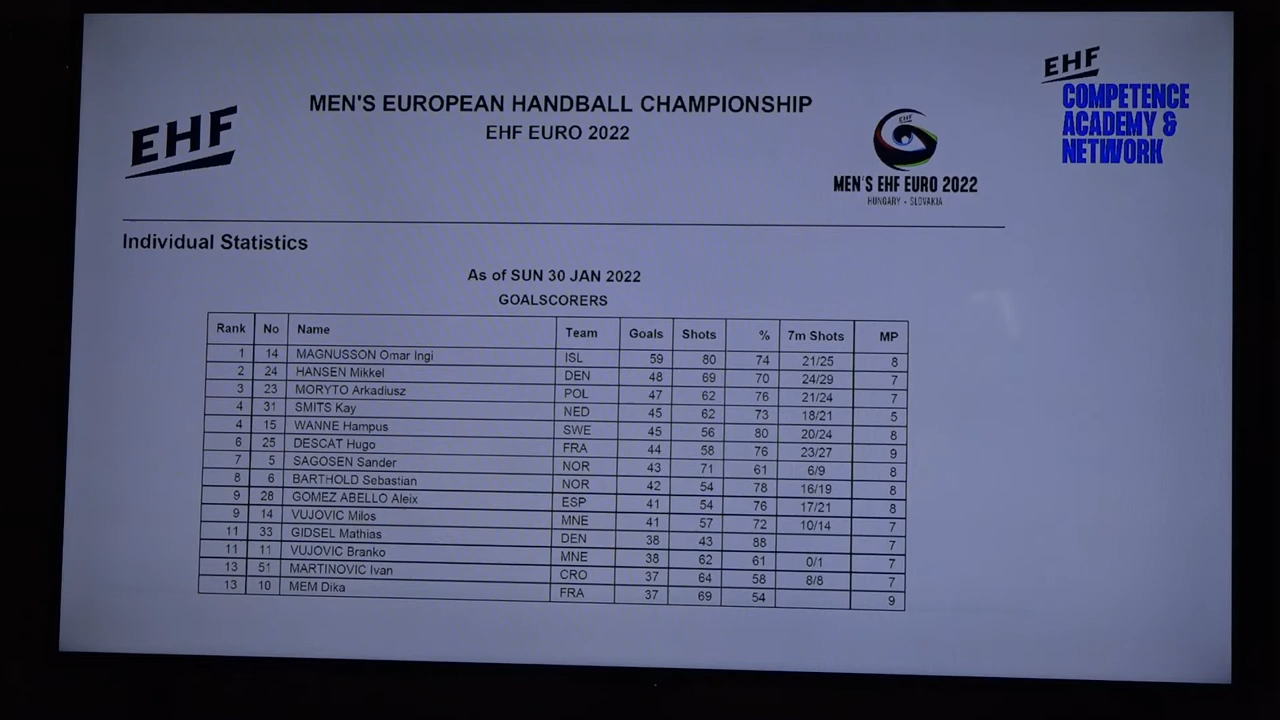 MEN'S EUROPEAN HANDBALL CHAMPIONSHIP
EHF EURO 2022
EHF
EHF
MEN'S EHF EURO 2022
HUNGARY - SLOVAKIA
EHF
COMPETENCE
ACADEMY &
NETWORK
Individual Statistics
As of SUN 30 JAN 2022
GOALSCORERS
Rank No Name Team Goals Shots % 7m Shots MP
1 14 MAGNUSSON Omar Ingi ISL 59 80 74 21/25 8
2 24 HANSEN Mikkel DEN 48 69 70 24/29 7
3 23 MORYTO Arkadiusz POL 47 62 76 21/24 7
4 31 SMITS Kay NED 45 62 73 18/21 5
4 15 WANNE Hampus SWE 45 56 80 20/24 8
6 25 DESCAT Hugo FRA 44 58 76 23/27 9
7 5 SAGOSEN Sander NOR 43 71 61 6/9 8
8 6 BARTHOLD Sebastian NOR 42 54 78 16/19 8
9 28 GOMEZ ABELLO Aleix ESP 41 54 76 17/21 8
9 14 VUJOVIC Milos MNE 41 57 72 10/14 7
11 33 GIDSEL Mathias DEN 38 43 88 7
11 11 VUJOVIC Branko MNE 38 62 61 0/1 7
13 51 MARTINOVIC Ivan CRO 37 64 58 8/8 7
13 10 MEM Dika FRA 37 69 54 9